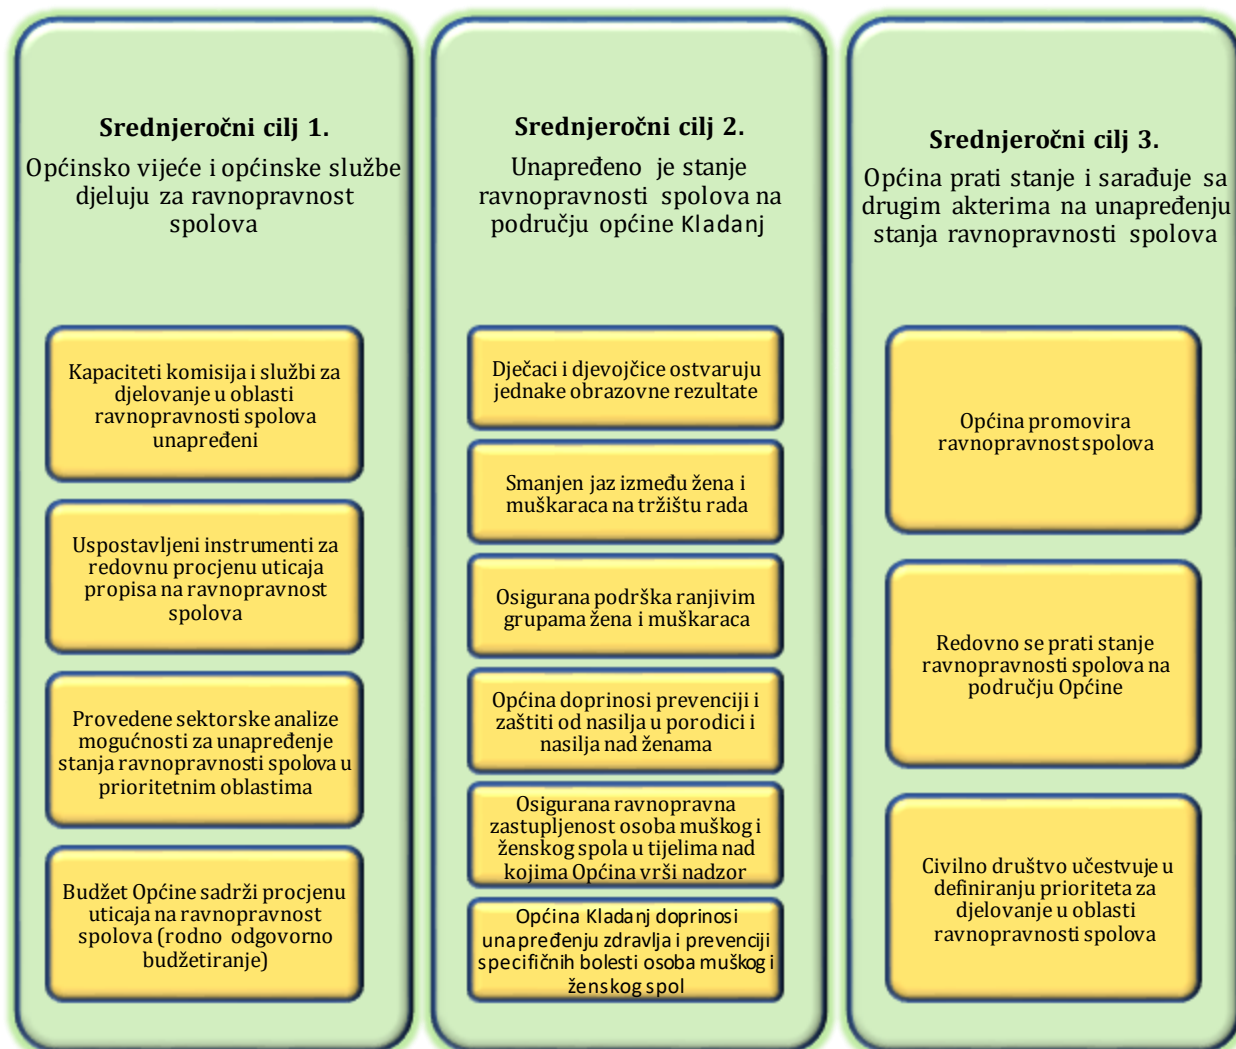 Srednjeročni cilj 1.
Općinsko vijeće i općinske službe
djeluju za ravnopravnost
spolova
Kapaciteti komisija i službi za
djelovanje u oblasti
ravnopravnosti spolova
unapređeni
Uspostavljeni instrumenti za
redovnu procjenu uticaja
propisa na ravnopravnost
spolova
Provedene sektorske analize
mogućnosti za unapređenje
stanja ravnopravnosti spolova u
prioritetnim oblastima
Budžet Općine sadrži procjenu
uticaja na ravnopravnost
spolova (rodno odgovorno
budžetiranje)
Srednjeročni cilj 2.
Unapređeno je stanje
ravnopravnosti spolova na
području općine Kladanj
Dječaci i djevojčice ostvaruju
jednake obrazovne rezultate
Smanjen jaz između žena i
muškaraca na tržištu rada
Osigurana podrška ranjivim
grupama žena i muškaraca
Općina doprinosi prevenciji i
zaštiti od nasilja u porodici i
nasilja nad ženama
Osigurana ravnopravna
zastupljenost osoba muškog i
ženskog spola u tijelima nad
kojima Općina vrši nadzor
Općina Kladanj doprinosi
unapređenju zdravlja i prevenciji
specifičnih bolesti osoba muškog i
ženskog spol
Srednjeročni cilj 3.
Općina prati stanje i sarađuje sa
drugim akterima na unapređenju
stanja ravnopravnosti spolova
Općina promovira
ravnopravnost spolova
Redovno se prati stanje
ravnopravnosti spolova na
području Općine
Civilno društvo učestvuje u
definiranju prioriteta za
djelovanje u oblasti
ravnopravnosti spolova